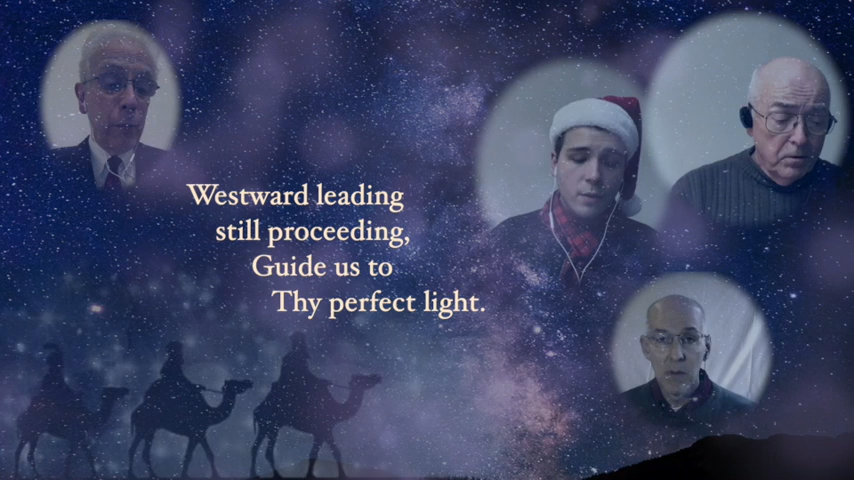 Westward leading
still proceeding,
Guide us to
Thy perfect light.